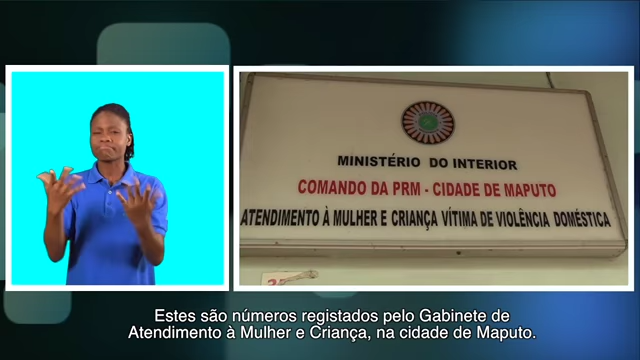 MINISTÉRIO DO INTERIOR
COMANDO DA PRM - CIDADE DE MAPUTO
ATENDIMENTO À MULHER E CRIANÇA VÍTIMA DE VIOLÊNCIA DOMÉSTICA
Estes são números registados pelo Gabinete de
Atendimento à Mulher e Criança, na cidade de Maputo.